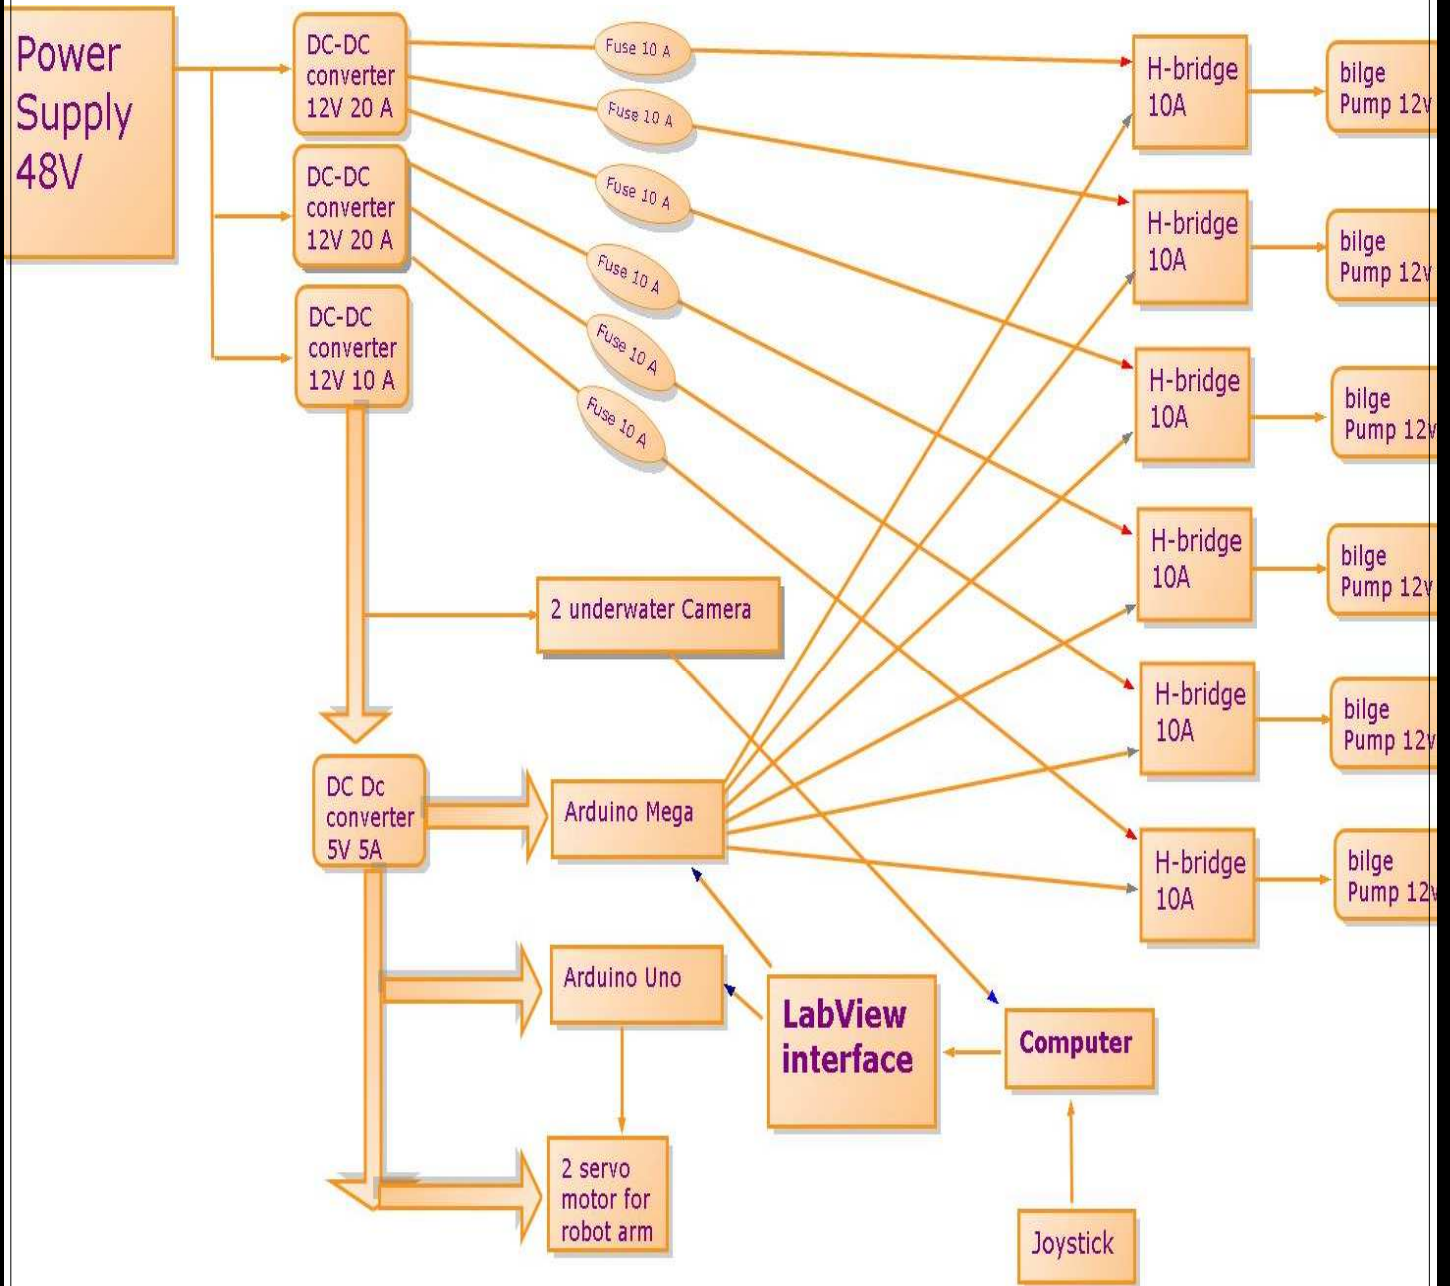 Power
Supply
48V
DC-DC
converter
12V 20 A
DC-DC
converter
12V 20 A
DC-DC
converter
12V 10 A
Fuse 10 A
Fuse 10 A
Fuse 10 A
Fuse 10 A
Fuse 10 A
Fuse 10 A
H-bridge
10A
bilge
Pump 12v
H-bridge
10A
bilge
Pump 12v
H-bridge
10A
bilge
Pump 12v
H-bridge
10A
bilge
Pump 12v
H-bridge
10A
bilge
Pump 12v
H-bridge
10A
bilge
Pump 12v
2 underwater Camera
DC Dc
converter
5V 5A
Arduino Mega
Arduino Uno
LabView
interface
Computer
2 servo
motor for
robot arm
Joystick